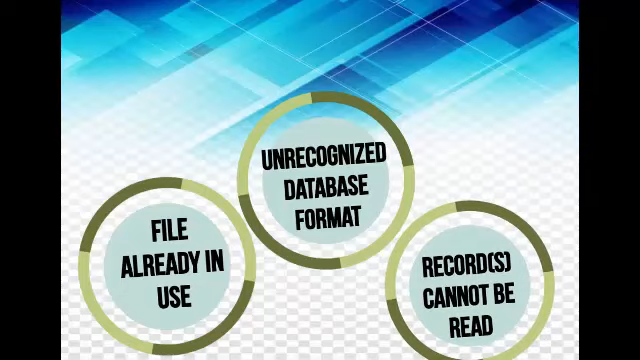 UNRECOGNIZED
DATABASE
FORMAT
FILE
ALREADY IN
USE
RECORD(S)
CANNOT BE
READ